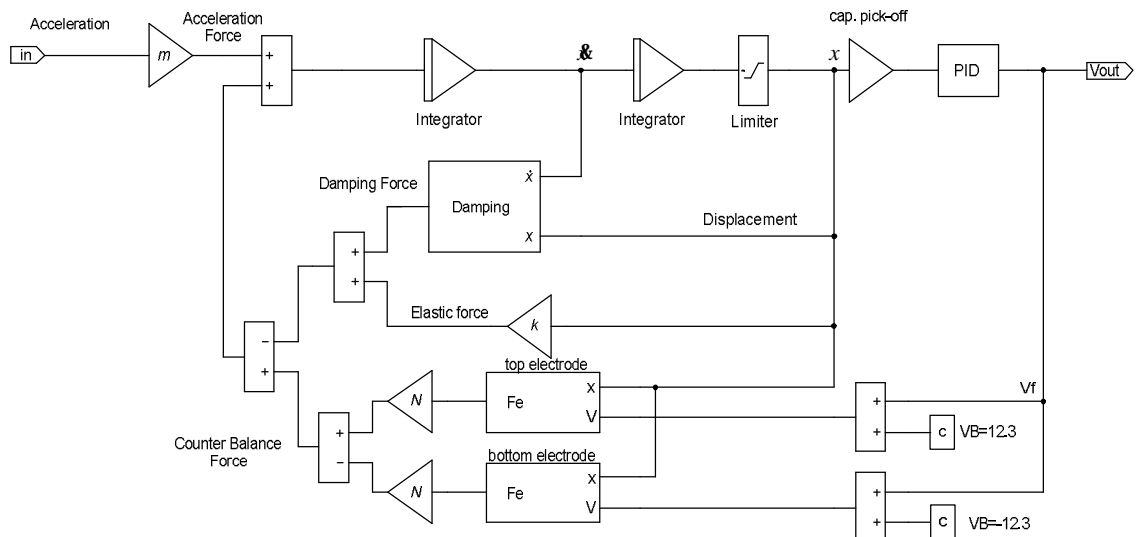 cap. pick-off
Acceleration
Acceleration
Force
in
m
+
+
x
PID
Vout
Integrator
Integrator
Limiter
Damping Force
ẋ
Damping
x
Displacement
+
+
Elastic force
k
−
+
top electrode
N
Fe
x
V
Vf
+
+
c
VB=12.3
Counter Balance
Force
+
−
bottom electrode
N
Fe
x
V
+
+
c
VB=-12.3